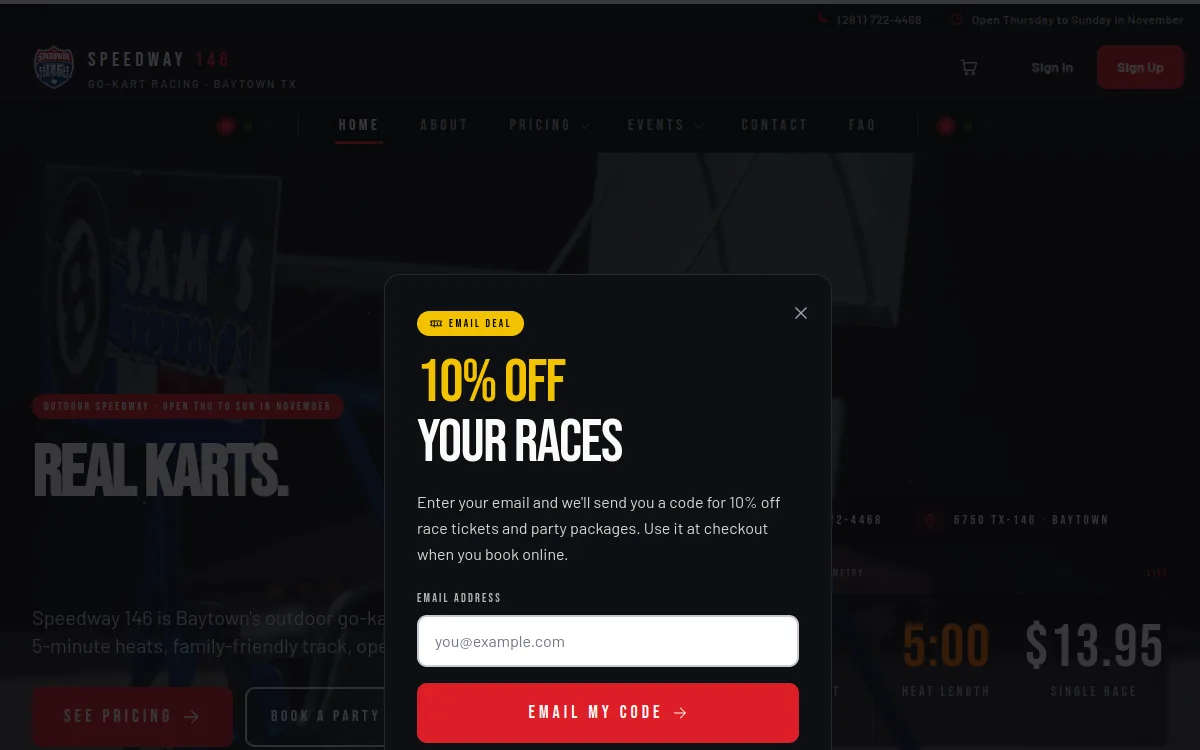 (281) 722-4468
Open Thursday to Sunday in November
SPEEDWAY 146
GO-KART RACING · BAYTOWN TX
Sign In
Sign Up
HOME
ABOUT
PRICING
EVENTS
CONTACT
FAQ
8
SAM'S
EMAIL DEAL
10% OFF
YOUR RACES
OUTDOOR SPEEDWAY · OPEN THU TO SUN IN NOVEMBER
REAL KARTS.
Enter your email and we'll send you a code for 10% off
race tickets and party packages. Use it at checkout
when you book online.
22-4468
6750 TX-146 · BAYTOWN
LIVE
EMAIL ADDRESS
you@example.com
Speedway 146 is Baytown's outdoor go-ka
5-minute heats, family-friendly track, ope
5:00
$13.95
HEAT LENGTH
SINGLE RACE
SEE PRICING →
BOOK A PARTY
EMAIL MY CODE →